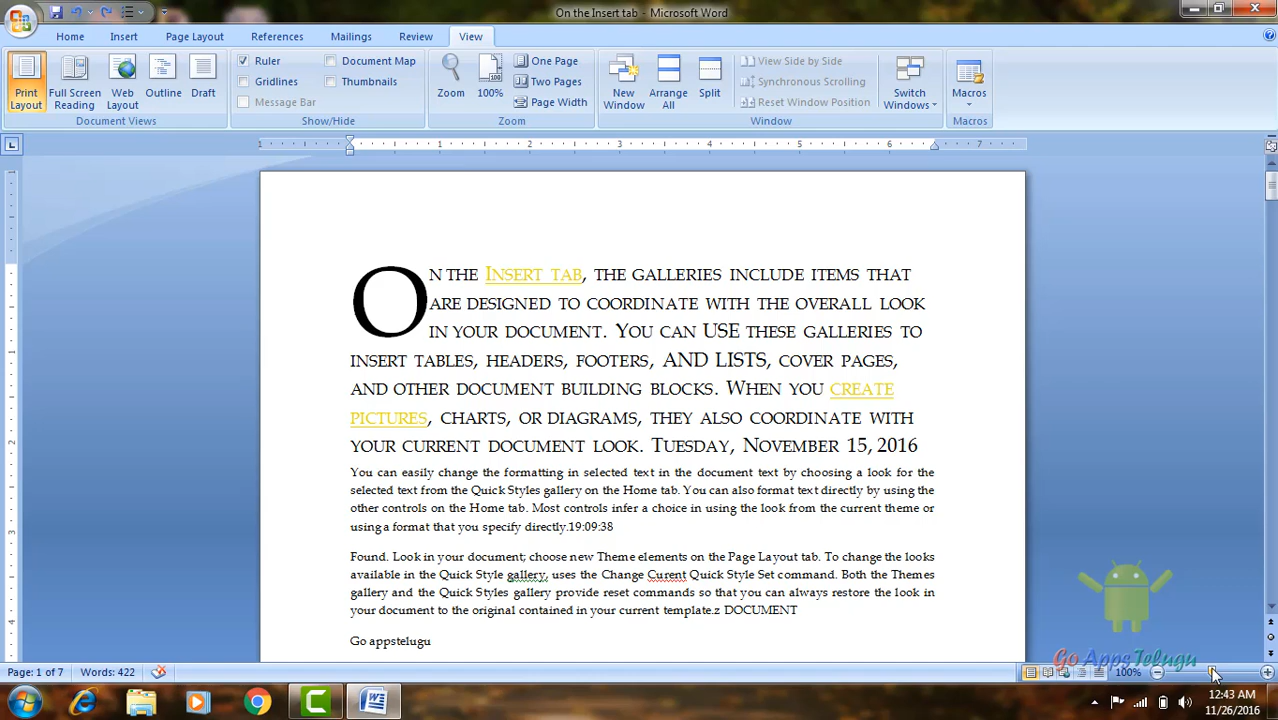 On the Insert tab - Microsoft Word
Home Insert Page Layout References Mailings Review View
Print Layout
Full Screen Reading
Web Layout
Outline
Draft
Document Views
Ruler
Gridlines
Message Bar
Document Map
Thumbnails
Show/Hide
Zoom
100%
One Page
Two Pages
Page Width
Zoom
New Window
Arrange All
Split
View Side by Side
Synchronous Scrolling
Reset Window Position
Window
Switch Windows
Macros
Macros
1 1 2 3 4 5 6 7
ON THE INSERT TAB, THE GALLERIES INCLUDE ITEMS THAT
ARE DESIGNED TO COORDINATE WITH THE OVERALL LOOK
IN YOUR DOCUMENT. YOU CAN USE THESE GALLERIES TO
INSERT TABLES, HEADERS, FOOTERS, AND LISTS, COVER PAGES,
AND OTHER DOCUMENT BUILDING BLOCKS. WHEN YOU CREATE
PICTURES, CHARTS, OR DIAGRAMS, THEY ALSO COORDINATE WITH
YOUR CURRENT DOCUMENT LOOK. TUESDAY, NOVEMBER 15, 2016
You can easily change the formatting in selected text in the document text by choosing a look for the
selected text from the Quick Styles gallery on the Home tab. You can also format text directly by using the
other controls on the Home tab. Most controls infer a choice in using the look from the current theme or
using a format that you specify directly.19:09:38
Found. Look in your document; choose new Theme elements on the Page Layout tab. To change the looks
available in the Quick Style gallery, uses the Change Curent Quick Style Set command. Both the Themes
gallery and the Quick Styles gallery provide reset commands so that you can always restore the look in
your document to the original contained in your current template.z DOCUMENT
Go appstelugu
Go AppsTelugu
Page: 1 of 7 Words: 422 100%
12:43 AM
11/26/2016